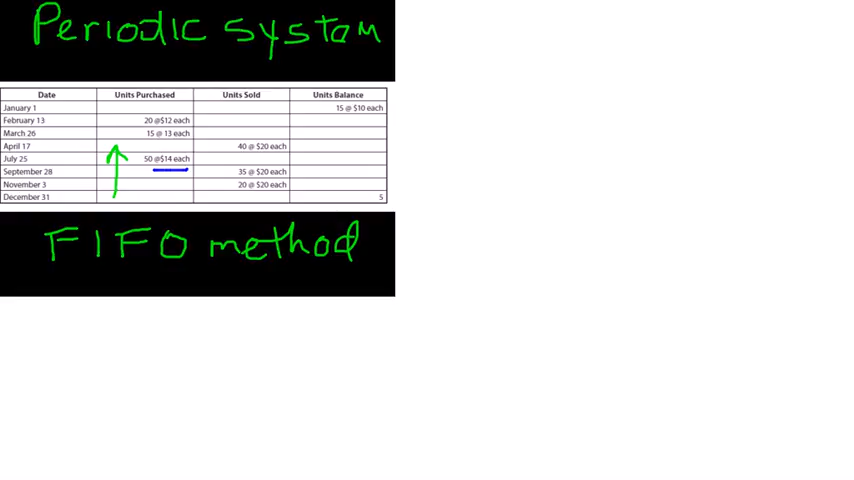 Periodic system
Date Units Purchased Units Sold Units Balance
January 1 15 @ $10 each
February 13 20 @$12 each
March 26 15 @ 13 each
April 17 40 @ $20 each
July 25 50 @$14 each
September 28 35 @ $20 each
November 3 20 @ $20 each
December 31 5
FIFO method